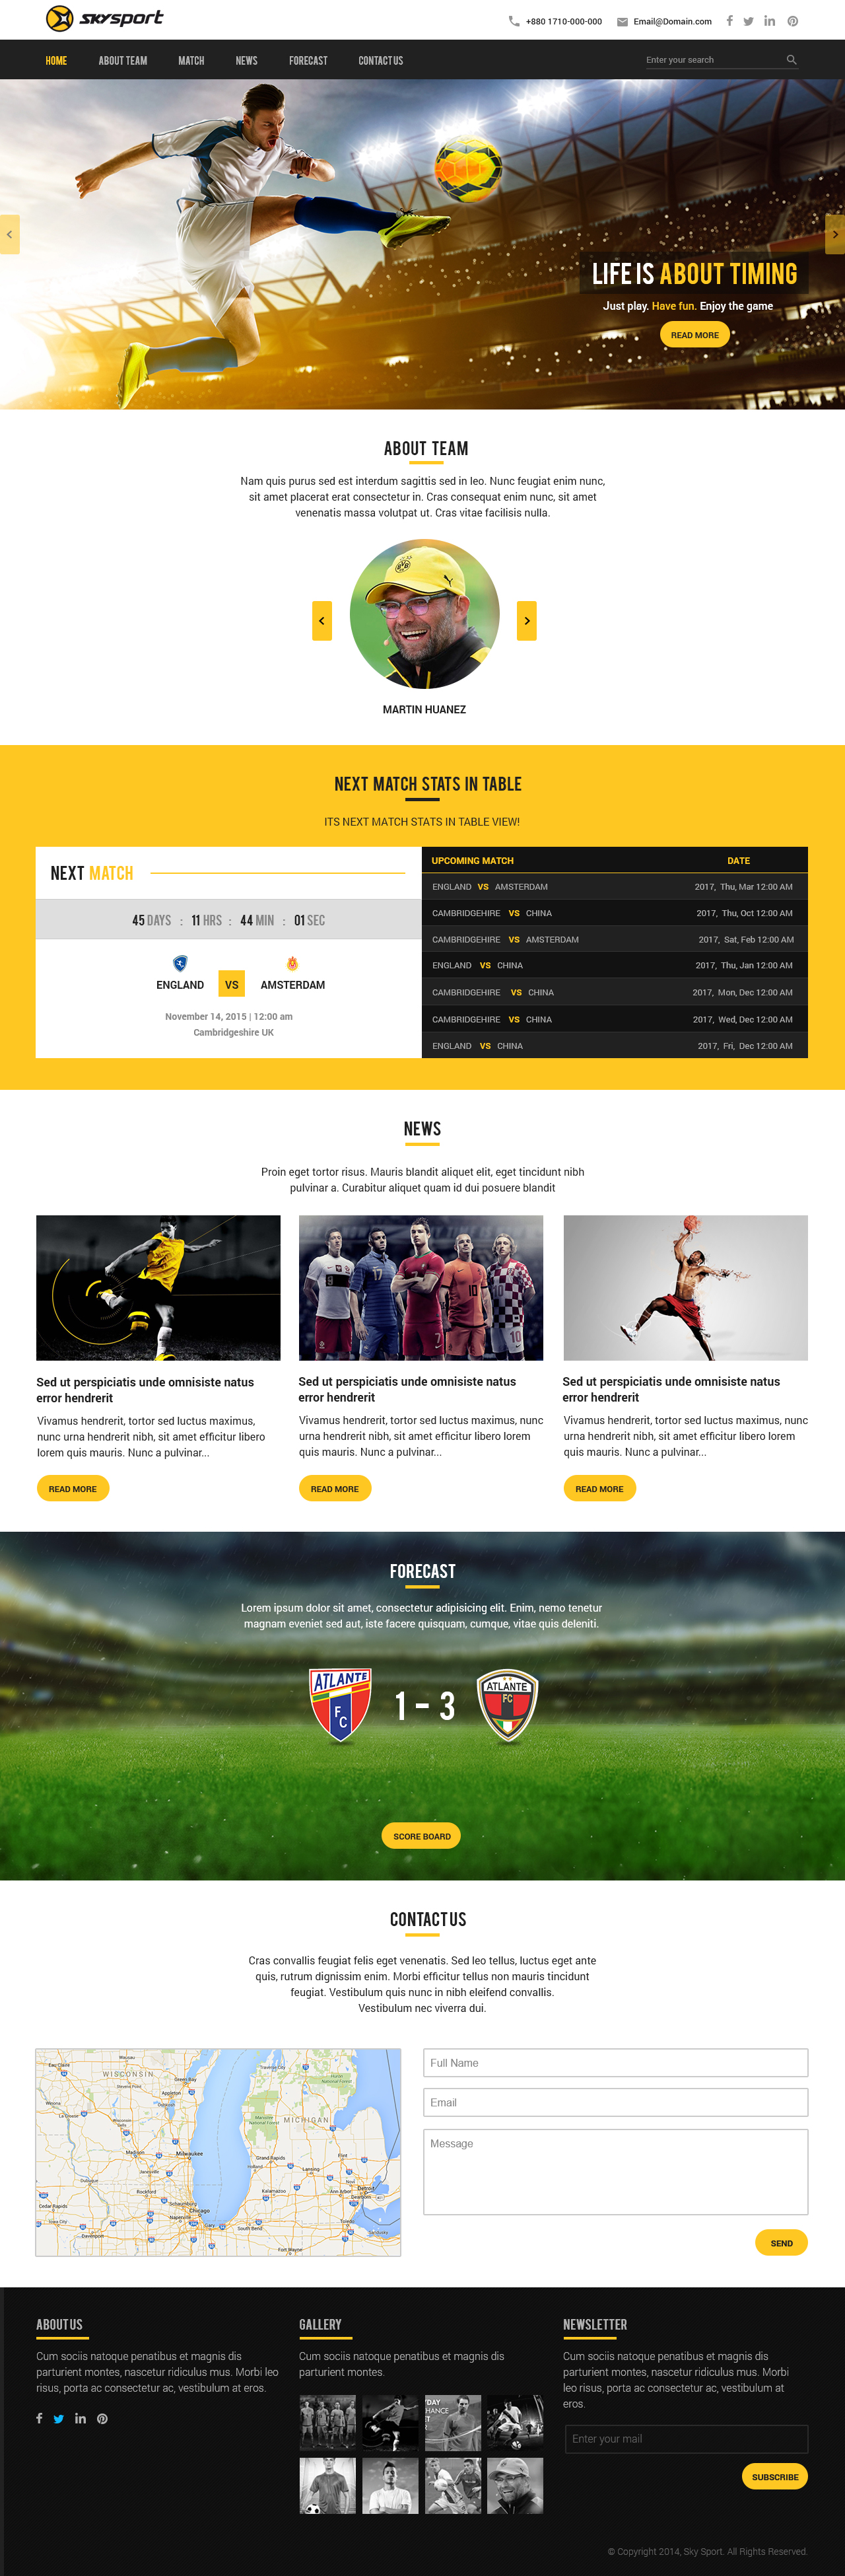 SKYSPORT
+880 1710-000-000
Email@Domain.com
HOME
ABOUT TEAM
MATCH
NEWS
FORECAST
CONTACT US
Enter your search
LIFE IS ABOUT TIMING
Just play. Have fun. Enjoy the game
READ MORE
ABOUT TEAM
Nam quis purus sed est interdum sagittis sed in leo. Nunc feugiat enim nunc,
sit amet placerat erat consectetur in. Cras consequat enim nunc, sit amet
venenatis massa volutpat ut. Cras vitae facilisis nulla.
MARTIN HUANEZ
NEXT MATCH STATS IN TABLE
ITS NEXT MATCH STATS IN TABLE VIEW!
NEXT MATCH
45 DAYS : 11 HRS : 44 MIN : 01 SEC
ENGLAND VS AMSTERDAM
November 14, 2015 | 12:00 am
Cambridgeshire UK
UPCOMING MATCH DATE
ENGLAND VS AMSTERDAM 2017, Thu, Mar 12:00 AM
CAMBRIDGEHIRE VS CHINA 2017, Thu, Oct 12:00 AM
CAMBRIDGEHIRE VS AMSTERDAM 2017, Sat, Feb 12:00 AM
ENGLAND VS CHINA 2017, Thu, Jan 12:00 AM
CAMBRIDGEHIRE VS CHINA 2017, Mon, Dec 12:00 AM
CAMBRIDGEHIRE VS CHINA 2017, Wed, Dec 12:00 AM
ENGLAND VS CHINA 2017, Fri, Dec 12:00 AM
NEWS
Proin eget tortor risus. Mauris blandit aliquet elit, eget tincidunt nibh
pulvinar a. Curabitur aliquet quam id dui posuere blandit
Sed ut perspiciatis unde omnisiste natus
error hendrerit
Vivamus hendrerit, tortor sed luctus maximus,
nunc urna hendrerit nibh, sit amet efficitur libero
lorem quis mauris. Nunc a pulvinar...
READ MORE
Sed ut perspiciatis unde omnisiste natus
error hendrerit
Vivamus hendrerit, tortor sed luctus maximus, nunc
urna hendrerit nibh, sit amet efficitur libero lorem
quis mauris. Nunc a pulvinar...
READ MORE
Sed ut perspiciatis unde omnisiste natus
error hendrerit
Vivamus hendrerit, tortor sed luctus maximus, nunc
urna hendrerit nibh, sit amet efficitur libero lorem
quis mauris. Nunc a pulvinar...
READ MORE
FORECAST
Lorem ipsum dolor sit amet, consectetur adipisicing elit. Enim, nemo tenetur
magnam eveniet sed aut, iste facere quisquam, cumque, vitae quis deleniti.
ATLANTE
FC
1 - 3
ATLANTE
FC
SCORE BOARD
CONTACT US
Cras convallis feugiat felis eget venenatis. Sed leo tellus, luctus eget ante
quis, rutrum dignissim enim. Morbi efficitur tellus non mauris tincidunt
feugiat. Vestibulum quis nunc in nibh eleifend convallis.
Vestibulum nec viverra dui.
WISCONSIN
MICHIGAN
Eau Claire
Green Bay
Appleton
Madison
Milwaukee
Rockford
Chicago
Grand Rapids
Lansing
Kalamazoo
Ann Arbor
Detroit
Flint
South Bend
Toledo
Fort Wayne
Cedar Rapids
Davenport
Full Name
Email
Message
SEND
ABOUT US
Cum sociis natoque penatibus et magnis dis
parturient montes, nascetur ridiculus mus. Morbi leo
risus, porta ac consectetur ac, vestibulum at eros.
GALLERY
Cum sociis natoque penatibus et magnis dis
parturient montes.
NEWSLETTER
Cum sociis natoque penatibus et magnis dis
parturient montes, nascetur ridiculus mus. Morbi
leo risus, porta ac consectetur ac, vestibulum at
eros.
Enter your mail
SUBSCRIBE
© Copyright 2014, Sky Sport. All Rights Reserved.